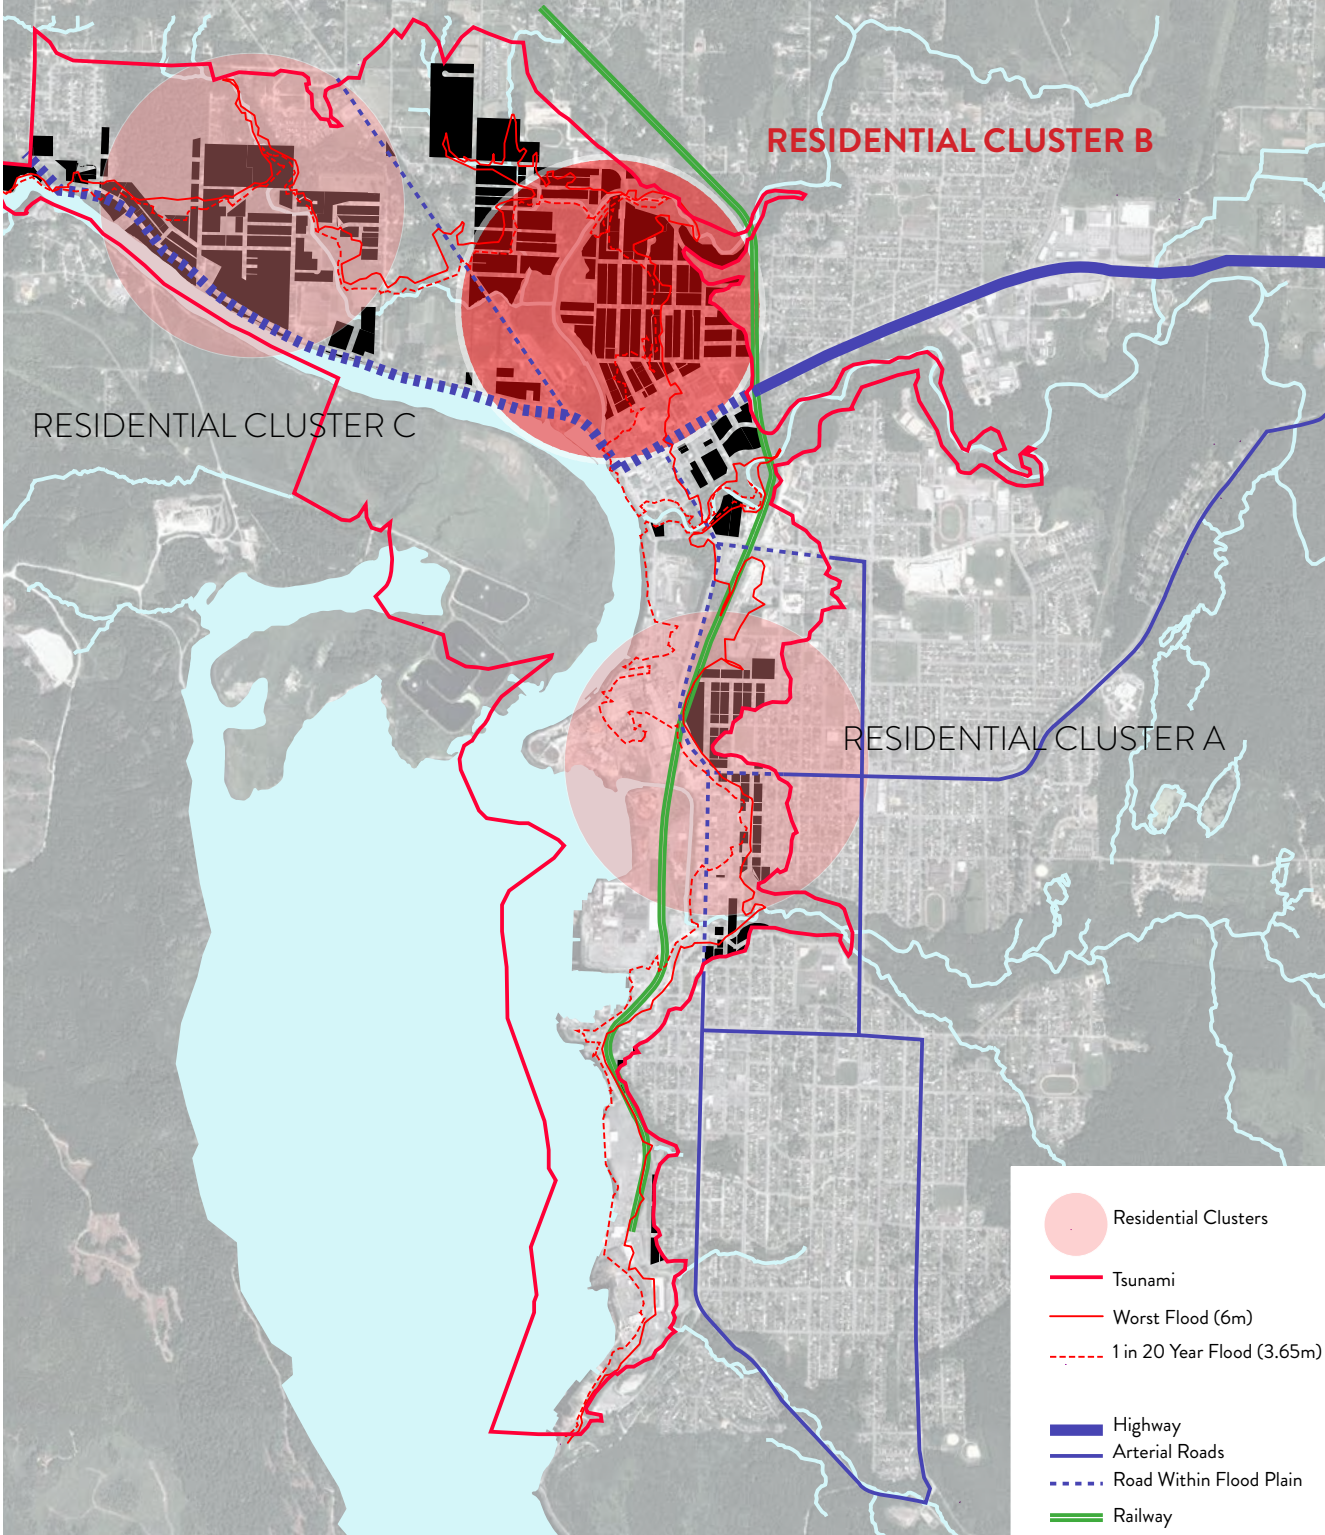 RESIDENTIAL CLUSTER B
RESIDENTIAL CLUSTER C
RESIDENTIAL CLUSTER A
Residential Clusters
Tsunami
Worst Flood (6m)
1 in 20 Year Flood (3.65m)
Highway
Arterial Roads
Road Within Flood Plain
Railway